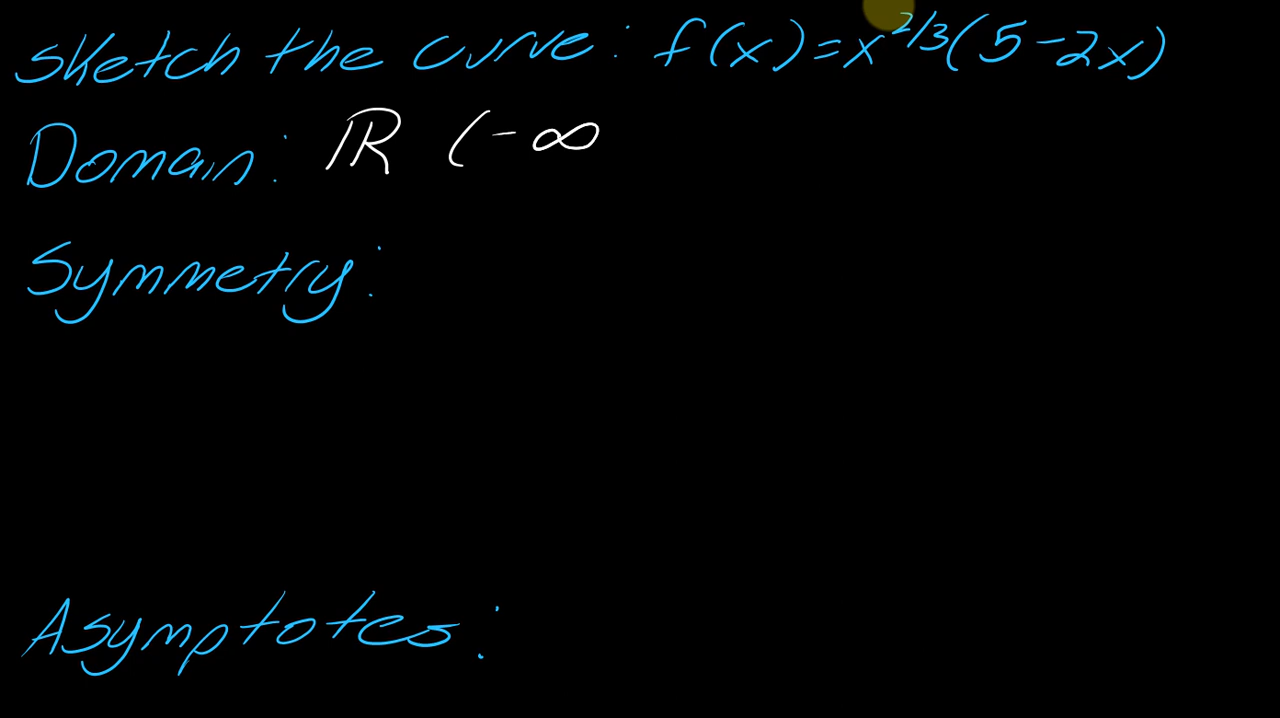 Sketch the curve: f(x)=x^{2/3}(5-2x)
Domain: ℝ (-∞
Symmetry:
Asymptotes: